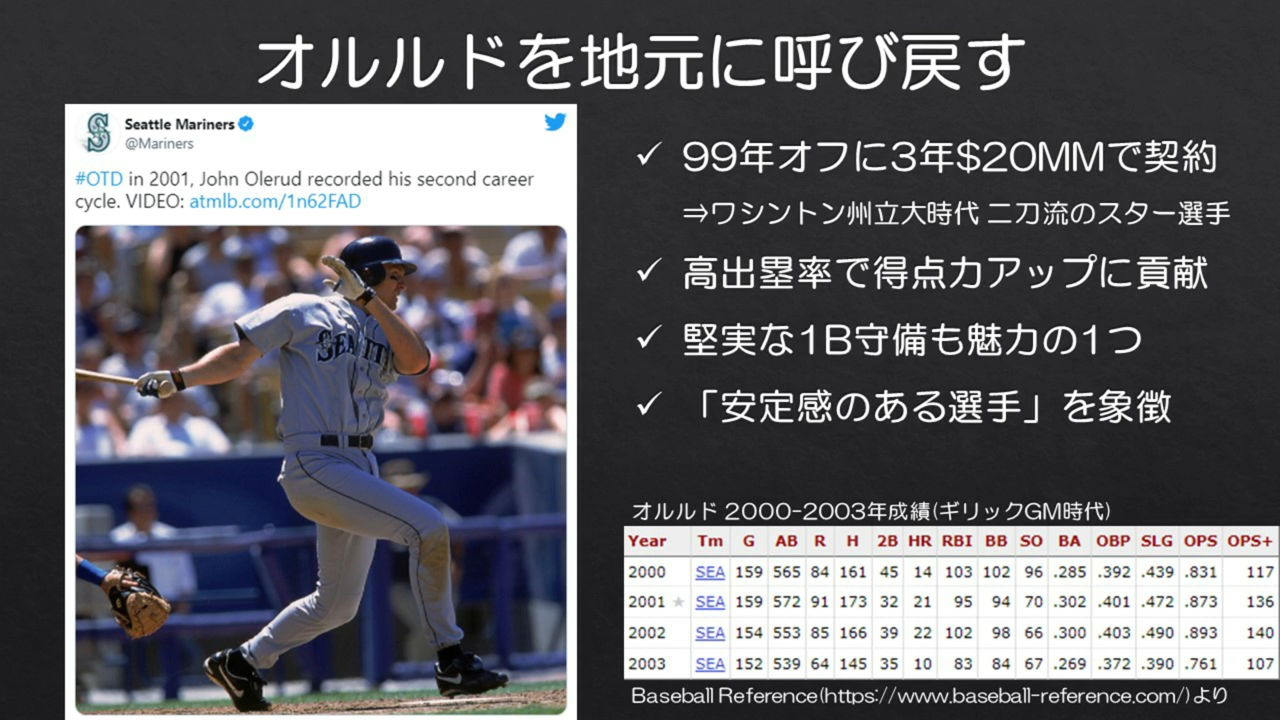 オルルドを地元に呼び戻す
Seattle Mariners
@Mariners
#OTD in 2001, John Olerud recorded his second career
cycle. VIDEO: atmlb.com/1n62FAD
SEATT
✓ 99年オフに3年$20MMで契約
⇒ワシントン州立大時代 二刀流のスター選手
✓ 高出塁率で得点力アップに貢献
✓ 堅実な1B守備も魅力の1つ
✓ 「安定感のある選手」を象徴
オルルド 2000-2003年成績(ギリックGM時代)
Year Tm G AB R H 2B HR RBI BB SO BA OBP SLG OPS OPS+
2000 SEA 159 565 84 161 45 14 103 102 96 .285 .392 .439 .831 117
2001 ★ SEA 159 572 91 173 32 21 95 94 70 .302 .401 .472 .873 136
2002 SEA 154 553 85 166 39 22 102 98 66 .300 .403 .490 .893 140
2003 SEA 152 539 64 145 35 10 83 84 67 .269 .372 .390 .761 107
Baseball Reference(https://www.baseball-reference.com/)より